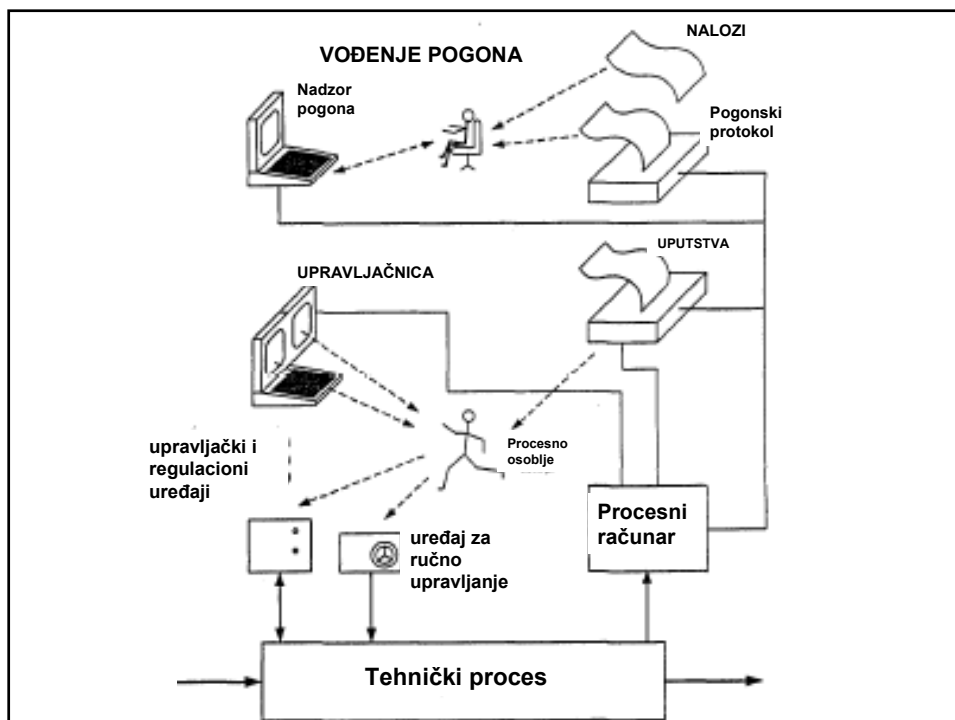 VOĐENJE POGONA
NALOZI
Nadzor
pogona
Pogonski
protokol
UPUTSTVA
UPRAVLJAČNICA
upravljački i
regulacioni
uređaji
Procesno
osoblje
Procesni
računar
uređaj za
ručno
upravljanje
Tehnički proces